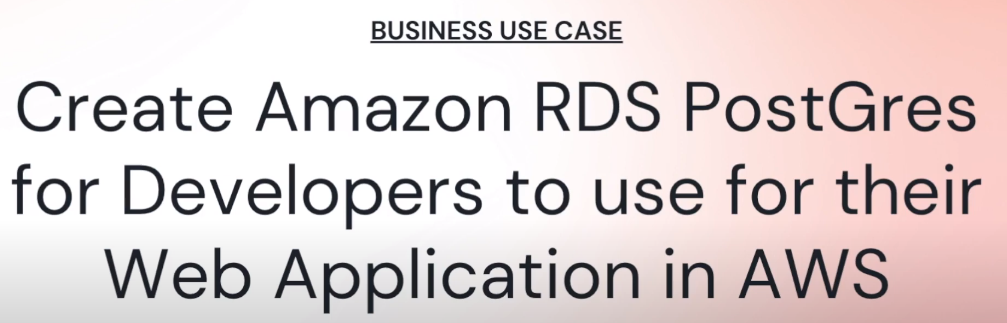 BUSINESS USE CASE
Create Amazon RDS PostGres
for Developers to use for their
Web Application in AWS